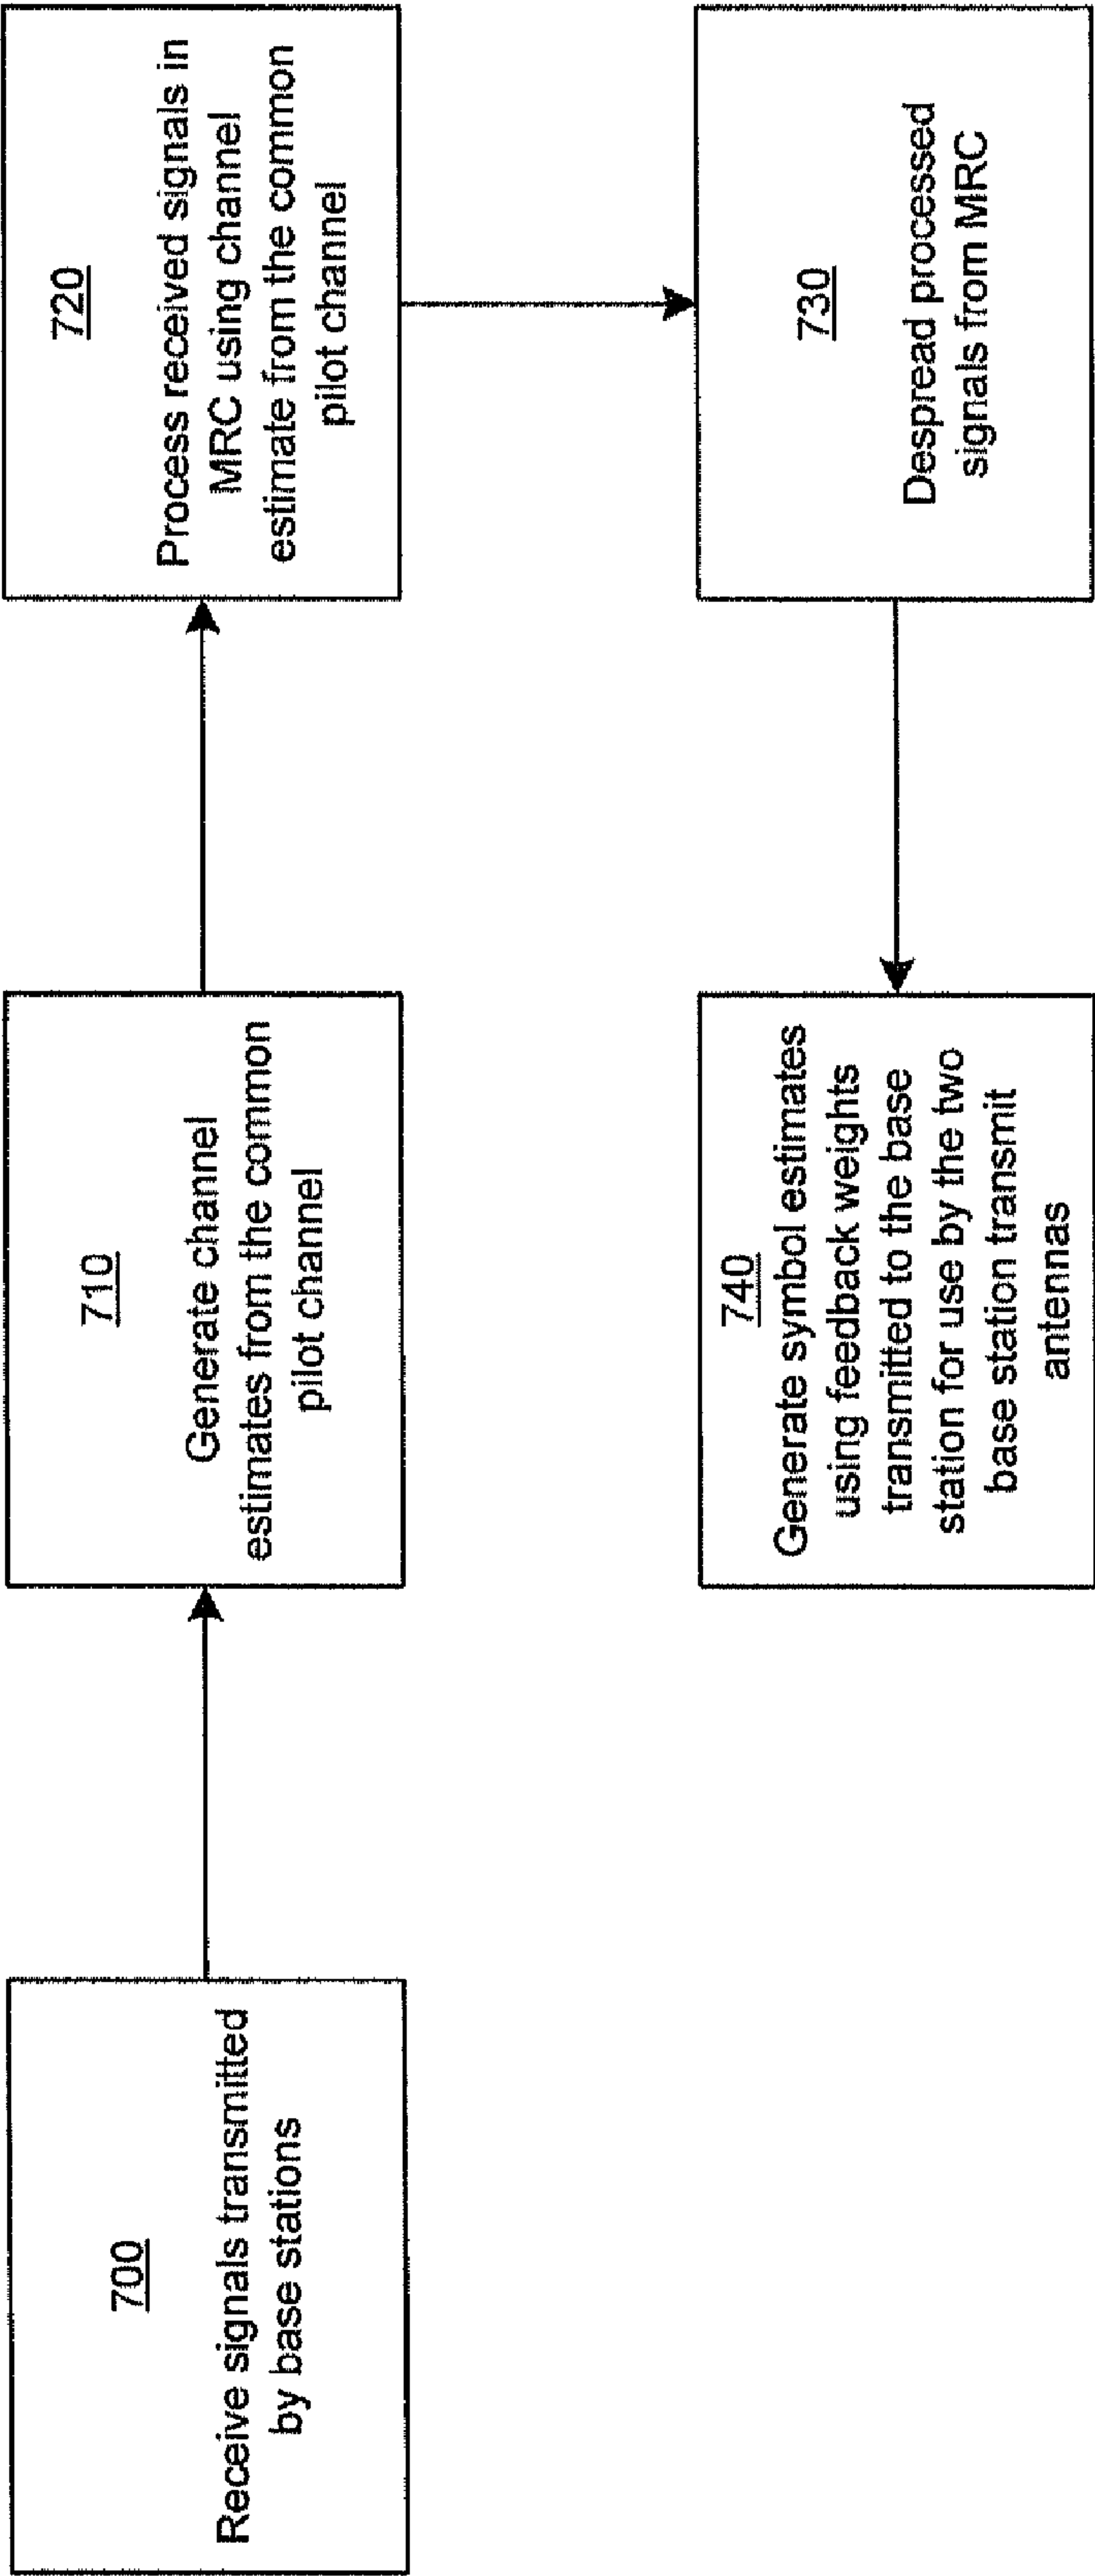 700
Receive signals transmitted
by base stations
710
Generate channel
estimates from the common
pilot channel
720
Process received signals in
MRC using channel
estimate from the common
pilot channel
730
Despread processed
signals from MRC
740
Generate symbol estimates
using feedback weights
transmitted to the base
station for use by the two
base station transmit
antennas